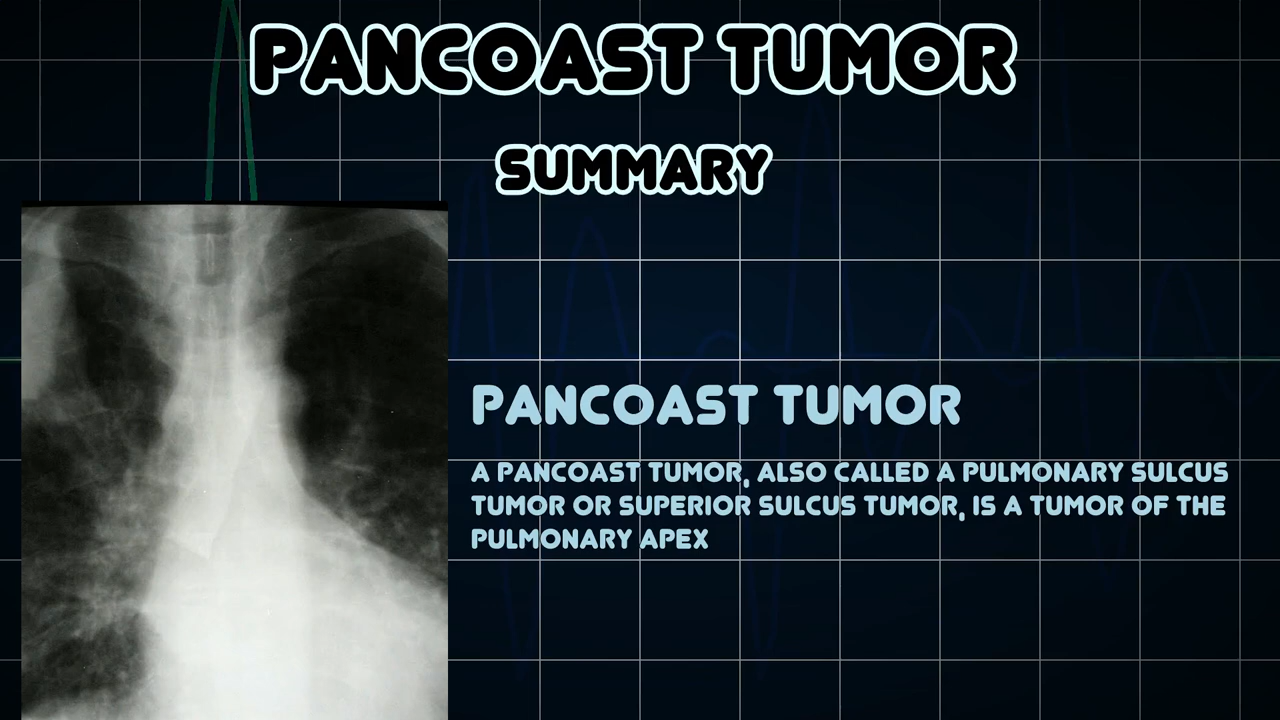 PANCOAST TUMOR
SUMMARY
PANCOAST TUMOR
A PANCOAST TUMOR, ALSO CALLED A PULMONARY SULCUS
TUMOR OR SUPERIOR SULCUS TUMOR, IS A TUMOR OF THE
PULMONARY APEX